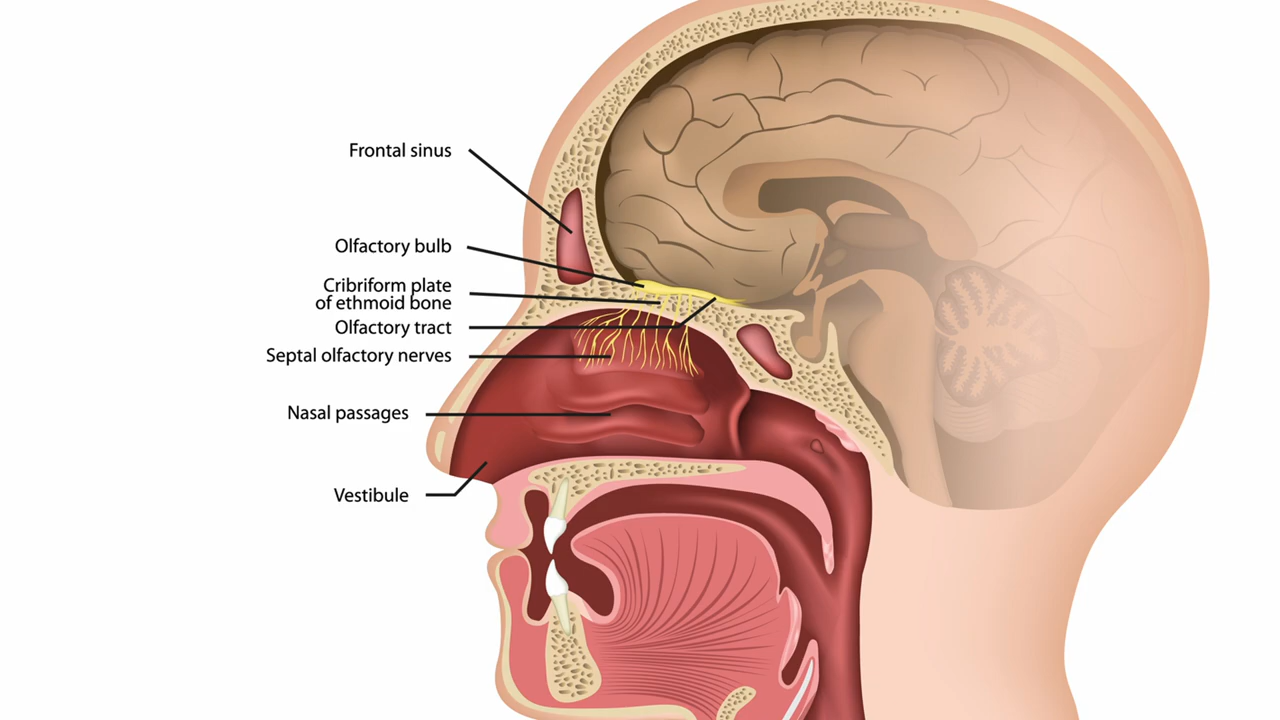 Frontal sinus
Olfactory bulb
Cribriform plate
of ethmoid bone
Olfactory tract
Septal olfactory nerves
Nasal passages
Vestibule